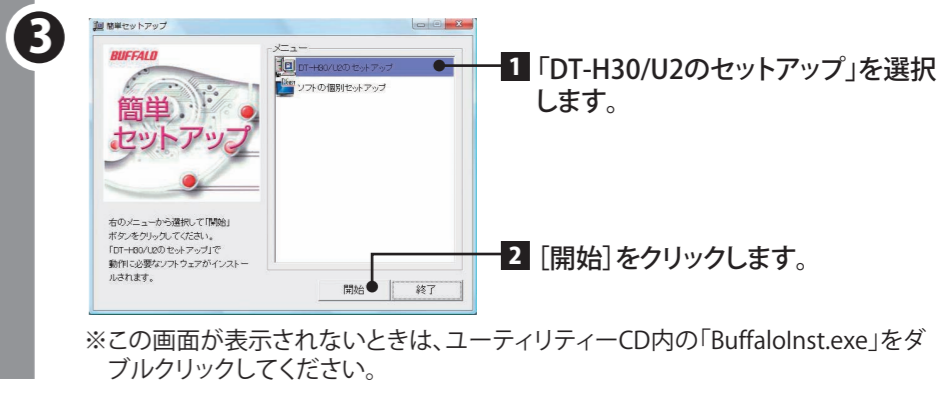 3
簡単セットアップ
BUFFALO
簡単
セットアップ
右のメニューから選択して「開始」
ボタンをクリックしてください。
「DT-H30/U2のセットアップ」で
動作に必要なソフトウェアがインストー
ルされます。
メニュー
DT-H30/U2のセットアップ
ソフトの個別セットアップ
開始
終了
1 「DT-H30/U2のセットアップ」を選択
します。
2 [開始]をクリックします。
※この画面が表示されないときは、ユーティリティーCD内の「BuffaloInst.exe」をダ
ブルクリックしてください。